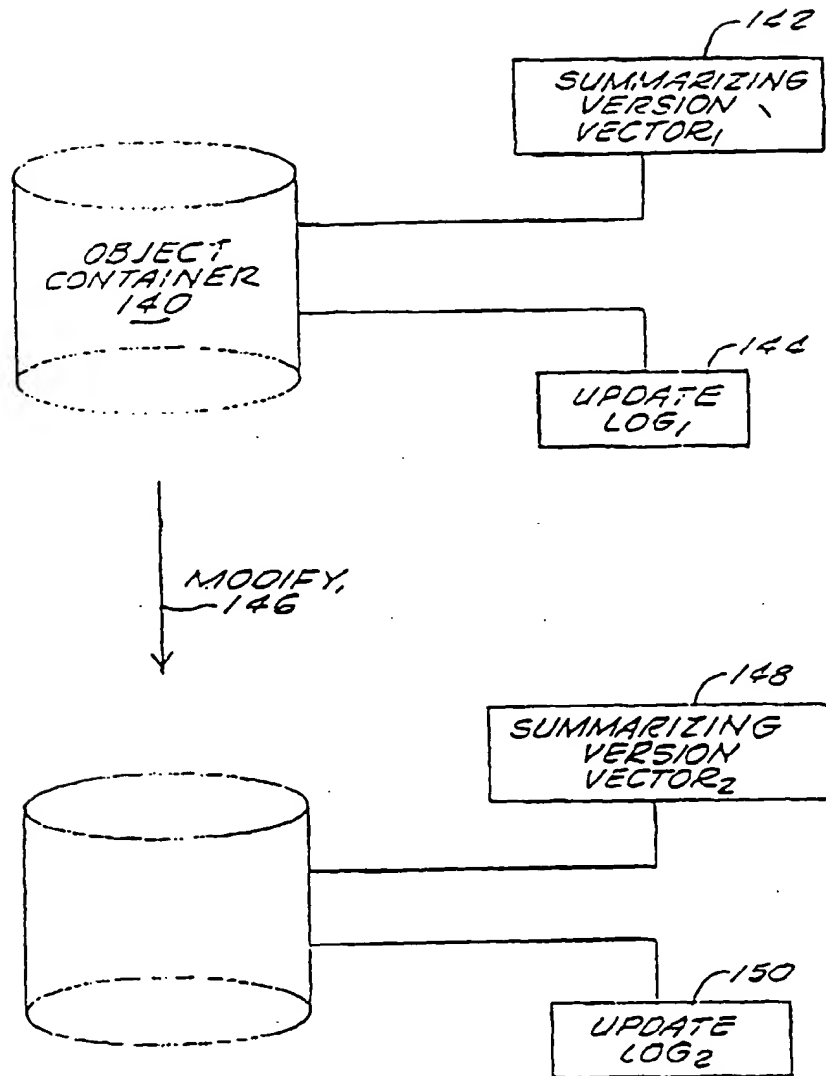 142
SUMMARIZING
VERSION
VECTOR₁
OBJECT
CONTAINER
140
144
UPDATE
LOG₁
MODIFY,
146
148
SUMMARIZING
VERSION
VECTOR₂
150
UPDATE
LOG₂